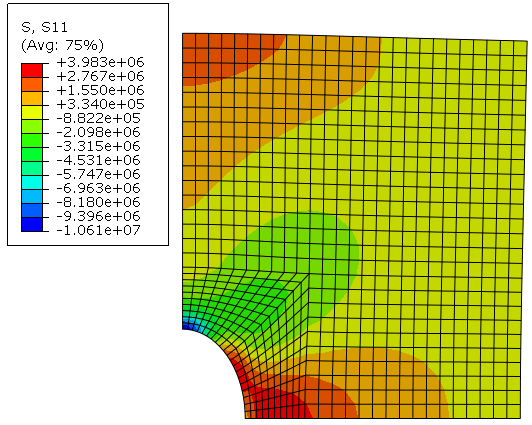 S, S11
(Avg: 75%)
+3.983e+06
+2.767e+06
+1.550e+06
+3.340e+05
-8.822e+05
-2.098e+06
-3.315e+06
-4.531e+06
-5.747e+06
-6.963e+06
-8.180e+06
-9.396e+06
-1.061e+07